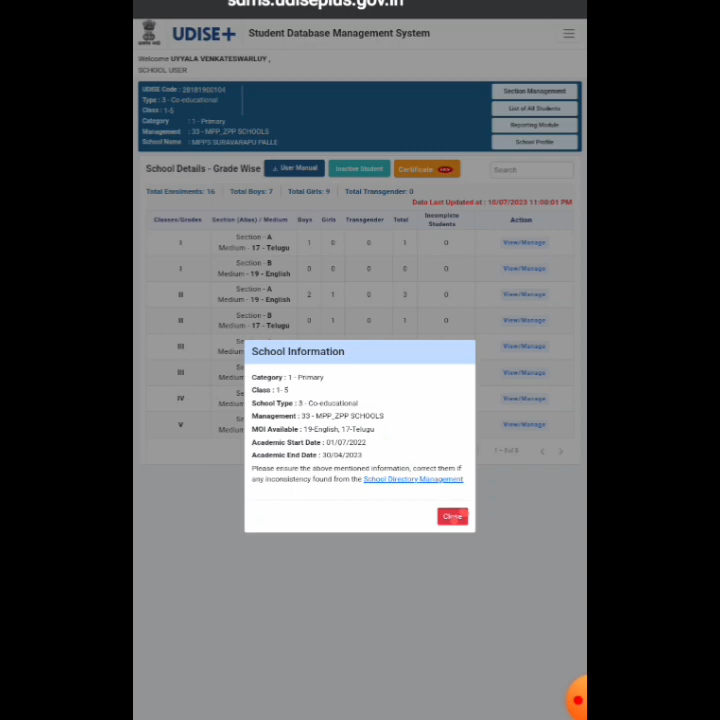 sdms.udiseplus.gov.in
UDISE+ Student Database Management System
Welcome UYYALA VENKATESWARLUY ,
SCHOOL USER
UDISE Code : 28181900104
Type : 3 - Co-educational
Class : 1-5
Category : 1 - Primary
Management : 33 - MPP_ZPP SCHOOLS
School Name : MPPS SURAVARAPU PALLE
Section Management
List of All Students
Reporting Module
School Profile
School Details - Grade Wise User Manual Inactive Student Certificate Search
Total Enrolments: 16 Total Boys: 7 Total Girls: 9 Total Transgender: 0
Data Last Updated at : 10/07/2023 11:00:01 PM
Classes/Grades Section (Alias) / Medium Boys Girls Transgender Total Incomplete Students Action
I Section - A Medium - 17 - Telugu 1 0 0 1 0 View/Manage
I Section - B Medium - 19 - English 0 0 0 0 0 View/Manage
II Section - A Medium - 19 - English 2 1 0 3 0 View/Manage
II Section - B Medium - 17 - Telugu 0 1 0 1 0 View/Manage
III Medium View/Manage
III Medium View/Manage
IV Medium View/Manage
V Medium View/Manage
1 – 8 of 8
School Information
Category : 1 - Primary
Class : 1- 5
School Type : 3 - Co-educational
Management : 33 - MPP_ZPP SCHOOLS
MOI Available : 19-English, 17-Telugu
Academic Start Date : 01/07/2022
Academic End Date : 30/04/2023
Please ensure the above mentioned information, correct them if
any inconsistency found from the School Directory Management
Close